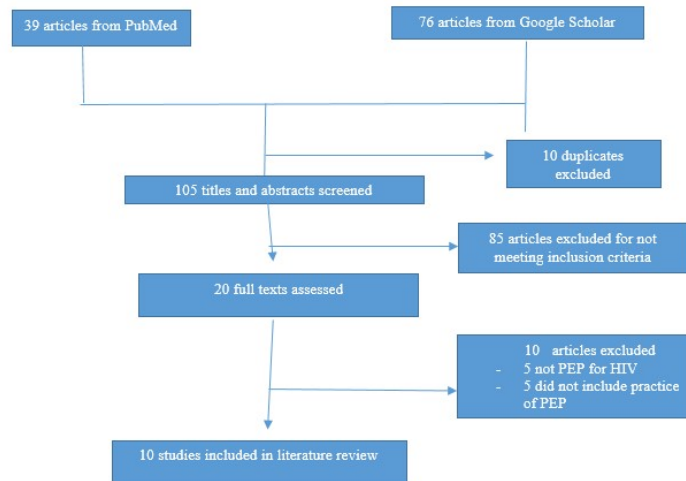 39 articles from PubMed
76 articles from Google Scholar
10 duplicates
excluded
105 titles and abstracts screened
85 articles excluded for not
meeting inclusion criteria
20 full texts assessed
10 articles excluded
- 5 not PEP for HIV
- 5 did not include practice
of PEP
10 studies included in literature review